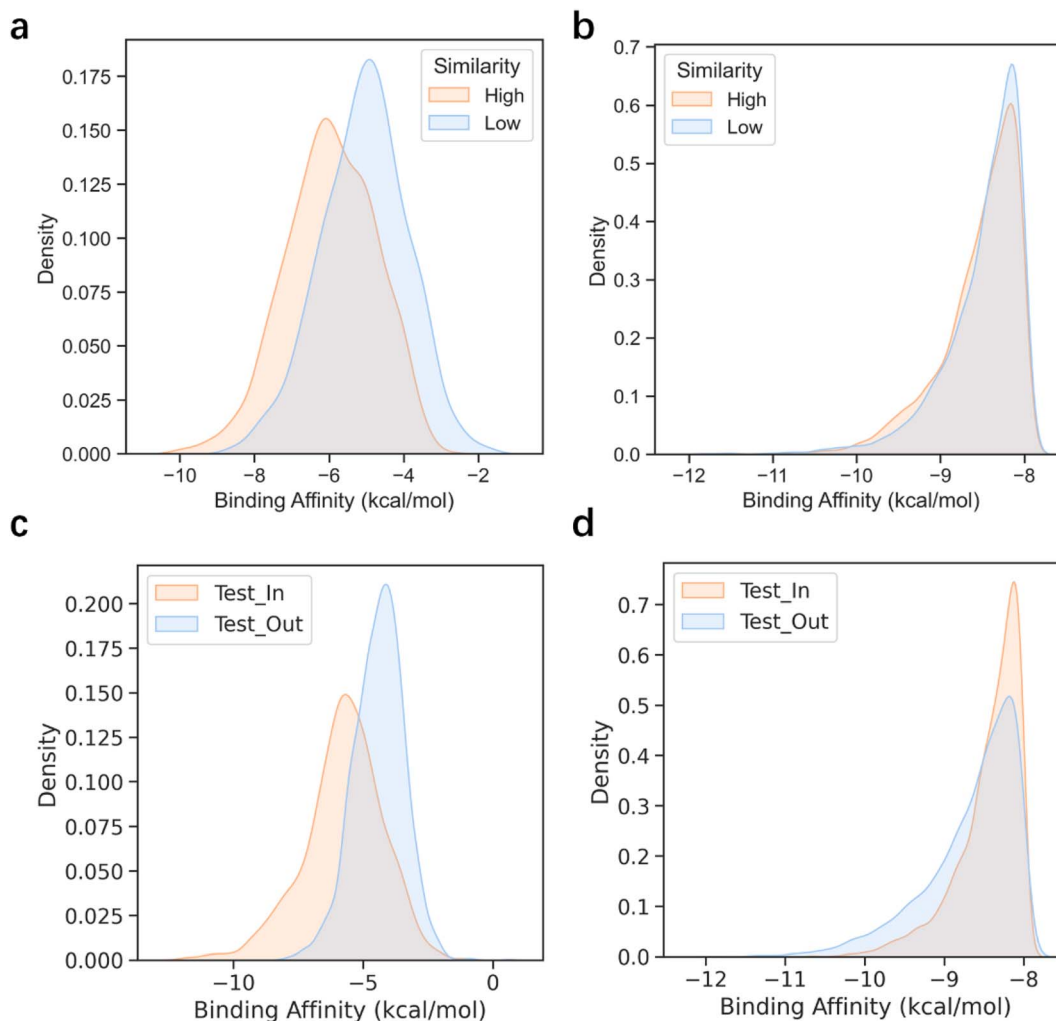 a
Similarity
High
Low
0.175
0.150
0.125
0.100
0.075
0.050
0.025
0.000
Density
−10 −8 −6 −4 −2
Binding Affinity (kcal/mol)
b
Similarity
High
Low
0.7
0.6
0.5
0.4
0.3
0.2
0.1
0.0
Density
−12 −11 −10 −9 −8
Binding Affinity (kcal/mol)
c
Test_In
Test_Out
0.200
0.175
0.150
0.125
0.100
0.075
0.050
0.025
0.000
Density
−10 −5 0
Binding Affinity (kcal/mol)
d
Test_In
Test_Out
0.7
0.6
0.5
0.4
0.3
0.2
0.1
0.0
Density
−12 −11 −10 −9 −8
Binding Affinity (kcal/mol)